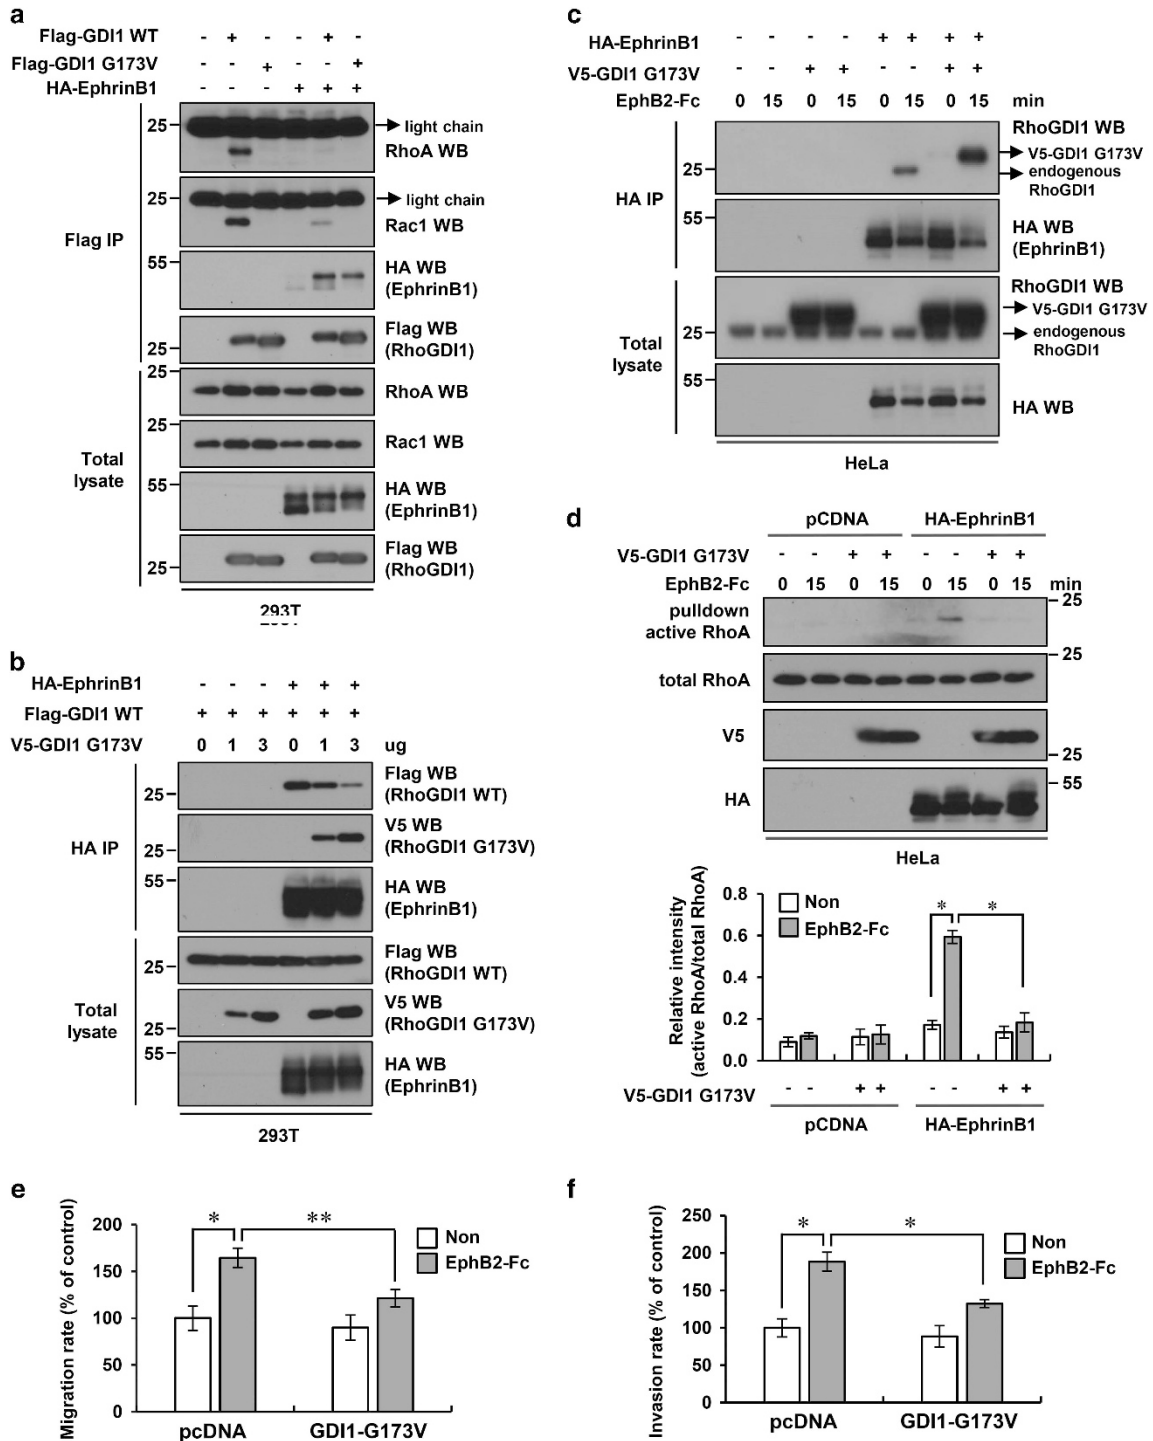 a
Flag-GDI1 WT - + - - + -
Flag-GDI1 G173V - - + - - +
HA-EphrinB1 - - - + + +
Flag IP
25
light chain
RhoA WB
25
light chain
Rac1 WB
55
HA WB
(EphrinB1)
Flag WB
(RhoGDI1)
25
Total
lysate
25
RhoA WB
25
Rac1 WB
55
HA WB
(EphrinB1)
Flag WB
(RhoGDI1)
25
293T
b
HA-EphrinB1 - - - + + +
Flag-GDI1 WT + + + + + +
V5-GDI1 G173V 0 1 3 0 1 3 ug
HA IP
Flag WB
(RhoGDI1 WT)
25
V5 WB
(RhoGDI1 G173V)
25
55
HA WB
(EphrinB1)
Total
lysate
Flag WB
(RhoGDI1 WT)
25
V5 WB
(RhoGDI1 G173V)
25
55
HA WB
(EphrinB1)
293T
c
HA-EphrinB1 - - - - + + + +
V5-GDI1 G173V - - + + - - + +
EphB2-Fc 0 15 0 15 0 15 0 15 min
HA IP
RhoGDI1 WB
V5-GDI1 G173V
25
endogenous
RhoGDI1
55
HA WB
(EphrinB1)
Total
lysate
RhoGDI1 WB
V5-GDI1 G173V
25
endogenous
RhoGDI1
55
HA WB
HeLa
d
pCDNA HA-EphrinB1
V5-GDI1 G173V - - + + - - + +
EphB2-Fc 0 15 0 15 0 15 0 15 min
pulldown
active RhoA
25
total RhoA
25
V5
25
HA
55
HeLa
Relative intensity
(active RhoA/total RhoA)
0.8
0.6
0.4
0.2
0.0
Non
EphB2-Fc
* *
V5-GDI1 G173V - - + + - - + +
pCDNA HA-EphrinB1
e
Migration rate (% of control)
200
150
100
50
0
* **
Non
EphB2-Fc
pcDNA GDI1-G173V
f
Invasion rate (% of control)
250
200
150
100
50
0
* *
Non
EphB2-Fc
pcDNA GDI1-G173V